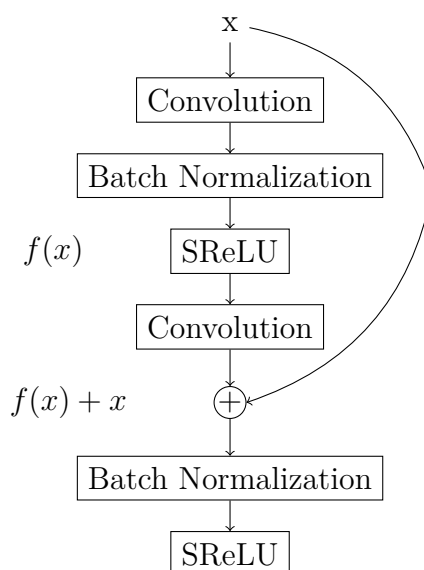 x
Convolution
Batch Normalization
f(x)
SReLU
Convolution
f(x) + x
+
Batch Normalization
SReLU